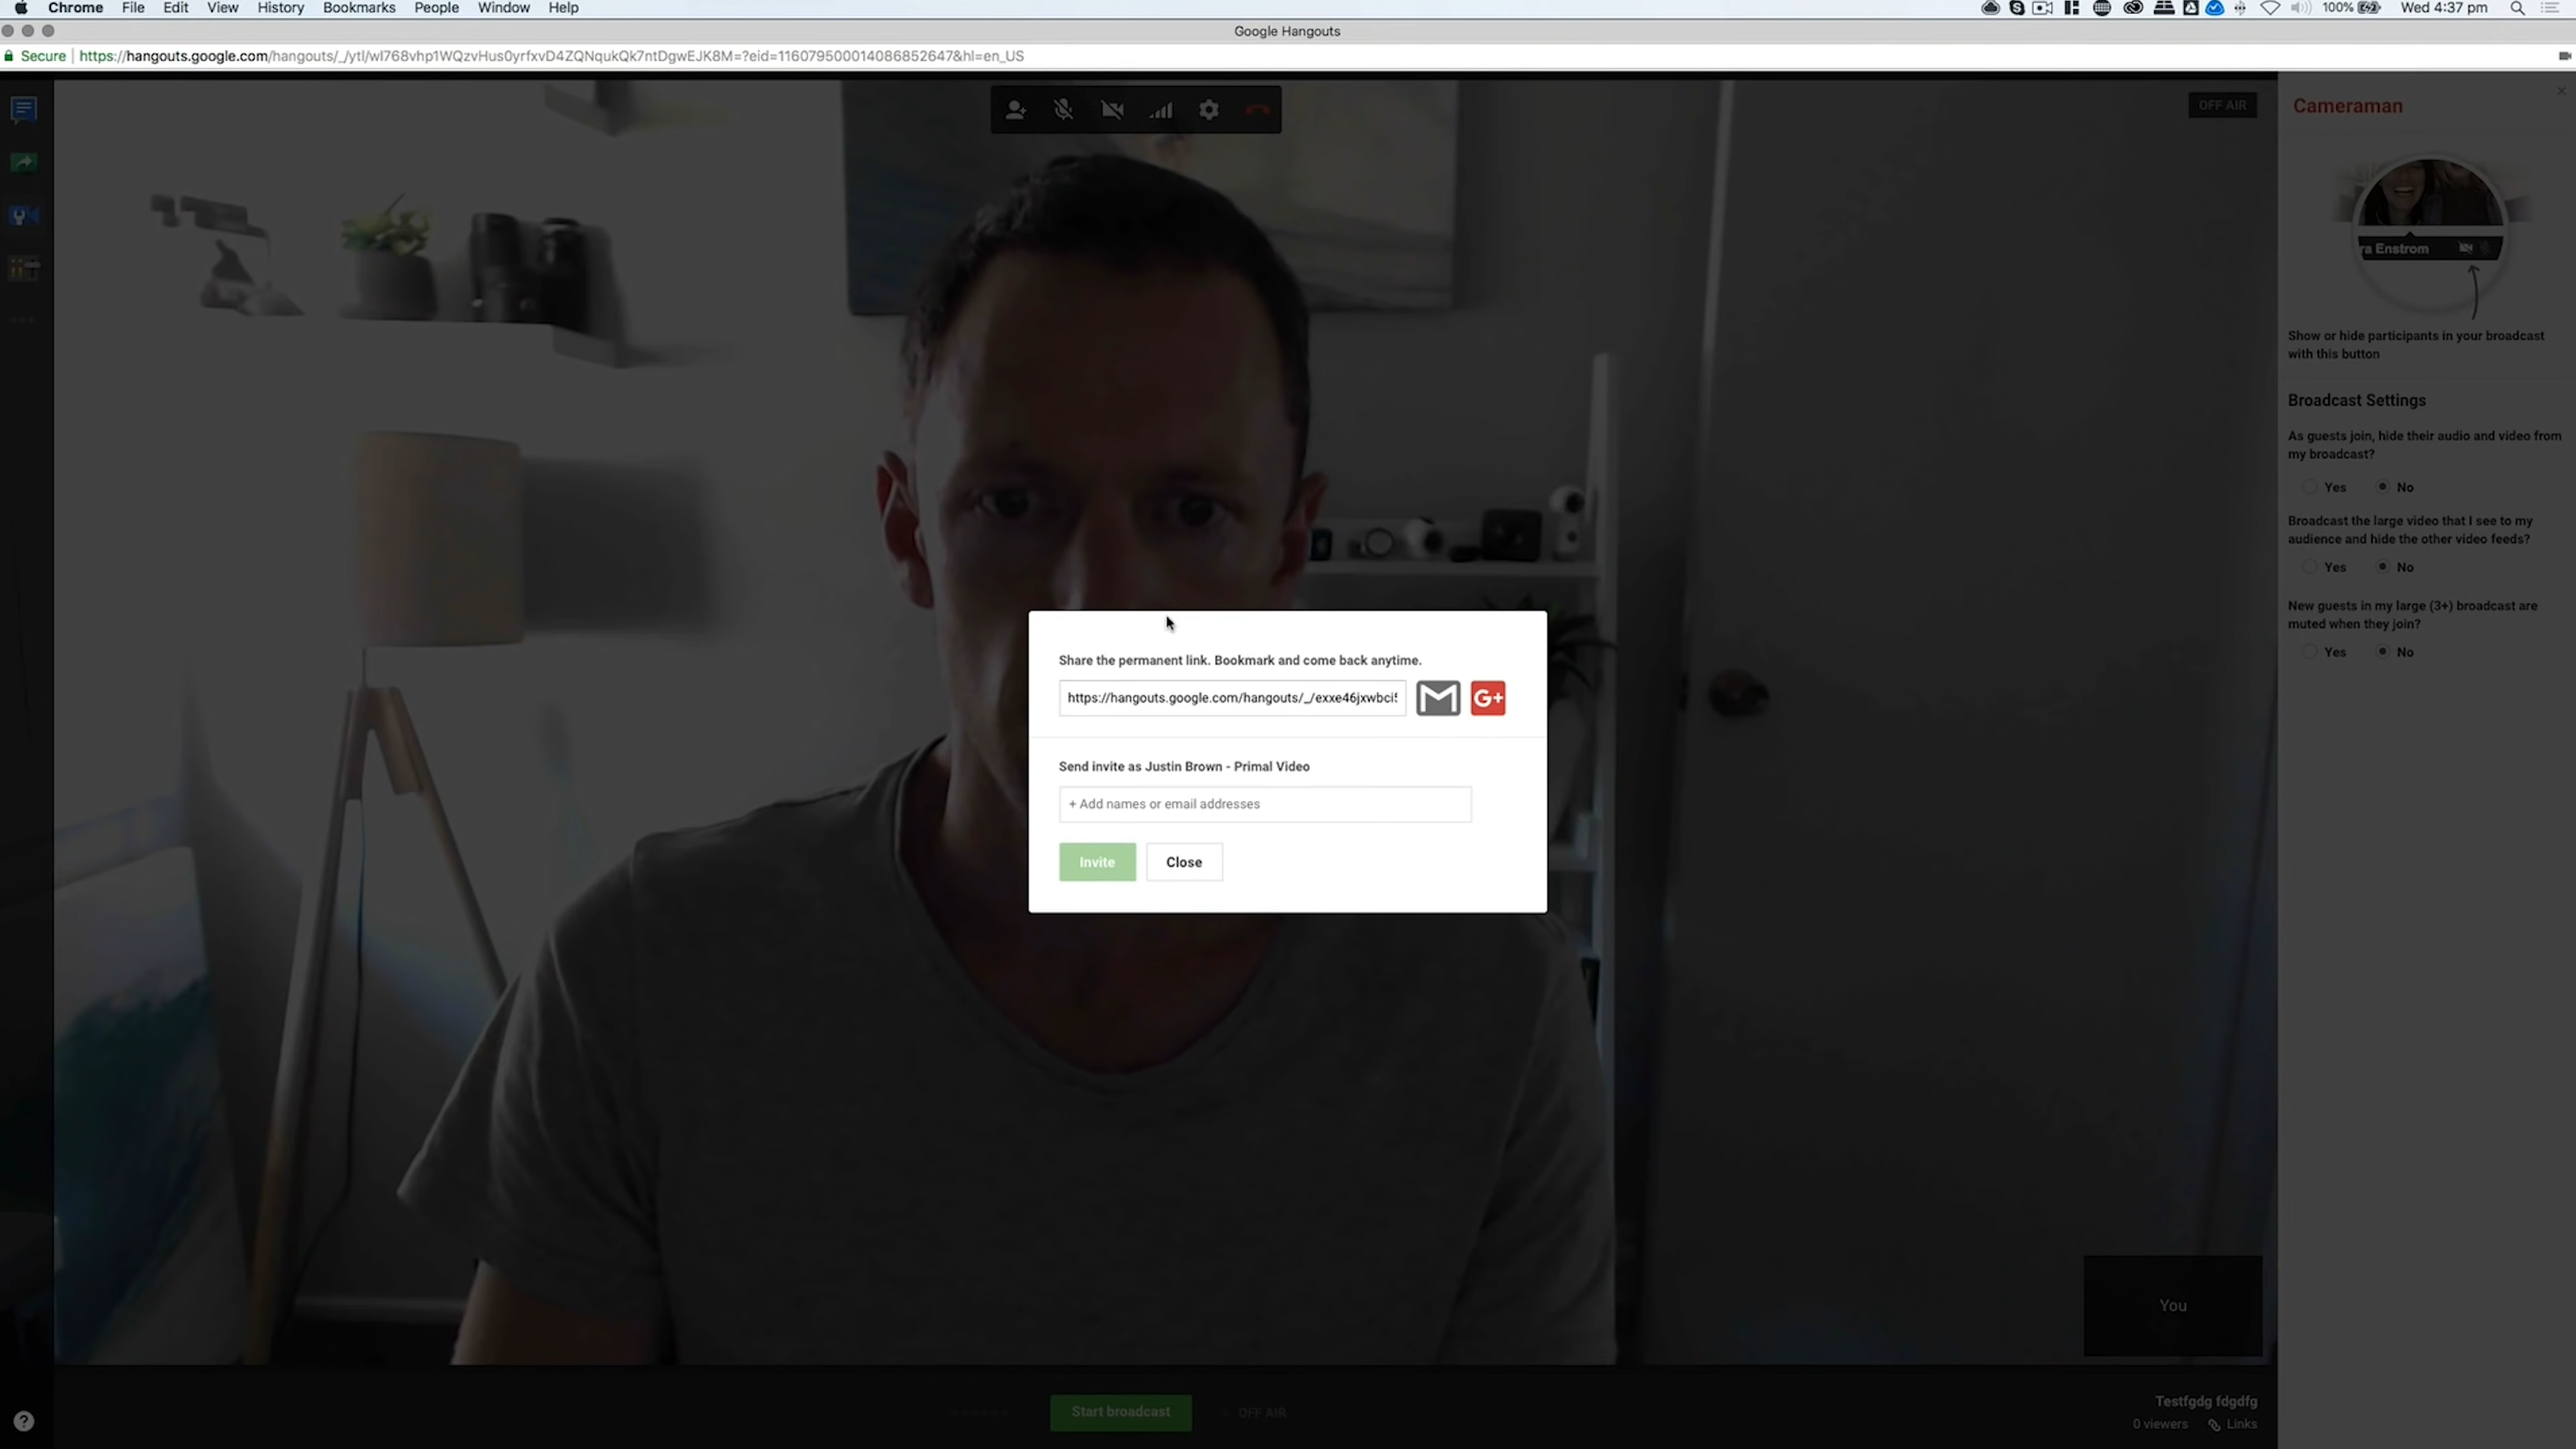 Chrome File Edit View History Bookmarks People Window Help
100% Wed 4:37 pm
Google Hangouts
Secure https://hangouts.google.com/hangouts/_/ytl/wl768vhp1WQzvHus0yrfxvD4ZQNqukQk7ntDgwEJK8M=?eid=116079500014086852647&hl=en_US
OFF AIR
Cameraman
ra Enstrom
Show or hide participants in your broadcast
with this button
Broadcast Settings
As guests join, hide their audio and video from
my broadcast?
Yes No
Broadcast the large video that I see to my
audience and hide the other video feeds?
Yes No
New guests in my large (3+) broadcast are
muted when they join?
Yes No
Share the permanent link. Bookmark and come back anytime.
https://hangouts.google.com/hangouts/_/exxe46jxwbci
G+
Send invite as Justin Brown - Primal Video
+ Add names or email addresses
Invite Close
You
Start broadcast
OFF AIR
Testfgdg fdgdfg
0 viewers Links